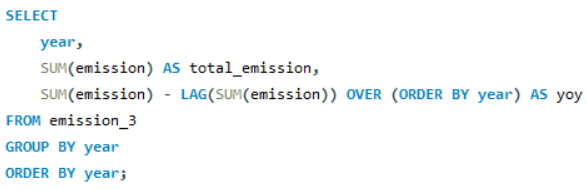 SELECT
    year,
    SUM(emission) AS total_emission,
    SUM(emission) - LAG(SUM(emission)) OVER (ORDER BY year) AS yoy
FROM emission_3
GROUP BY year
ORDER BY year;